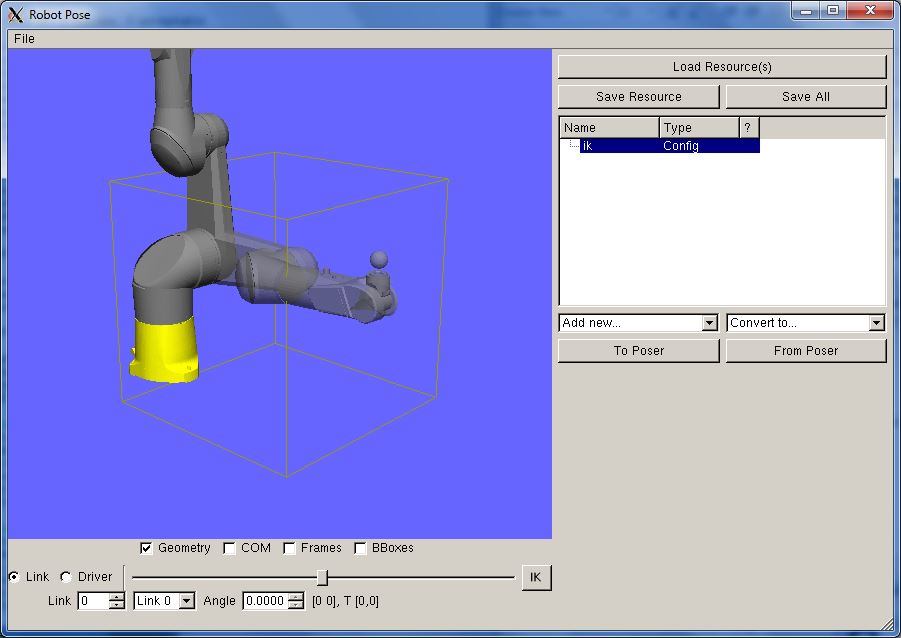 Robot Pose
File
Load Resource(s)
Save Resource
Save All
Name Type ?
ik Config
Add new...
Convert to...
To Poser
From Poser
Geometry COM Frames BBoxes
Link Driver IK
Link 0 Link 0 Angle 0.0000 [0 0], T [0,0]